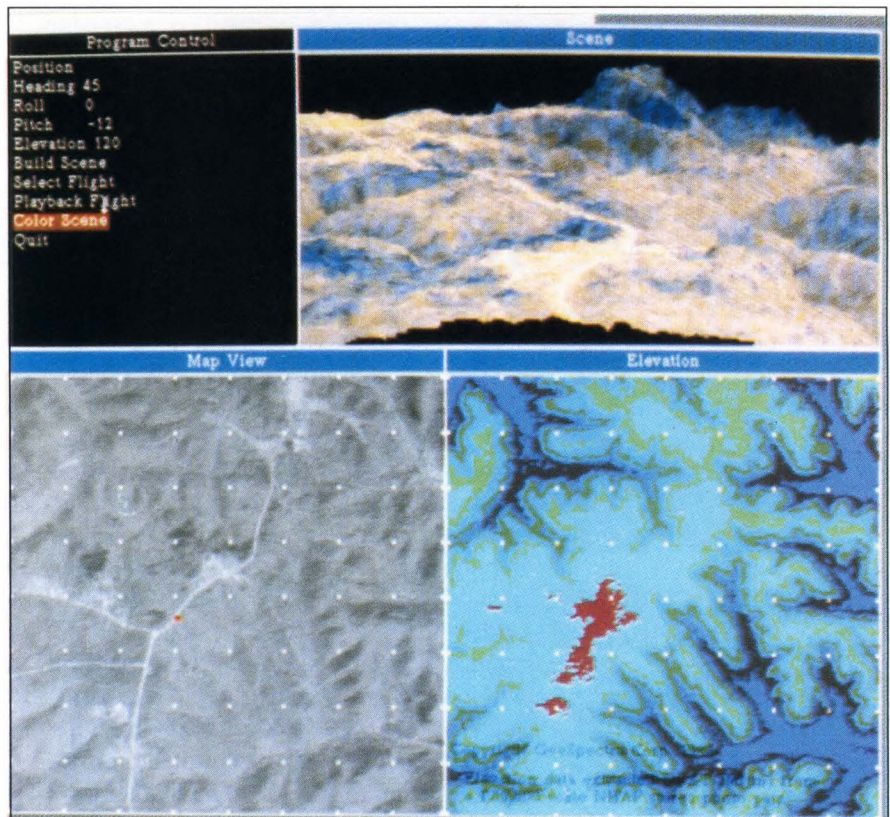 Program Control
Position
Heading 45
Roll 0
Pitch -12
Elevation 120
Build Scene
Select Flight
Playback Flight
Color Scene
Quit
Scene
Map View
Elevation
GeoSpectra